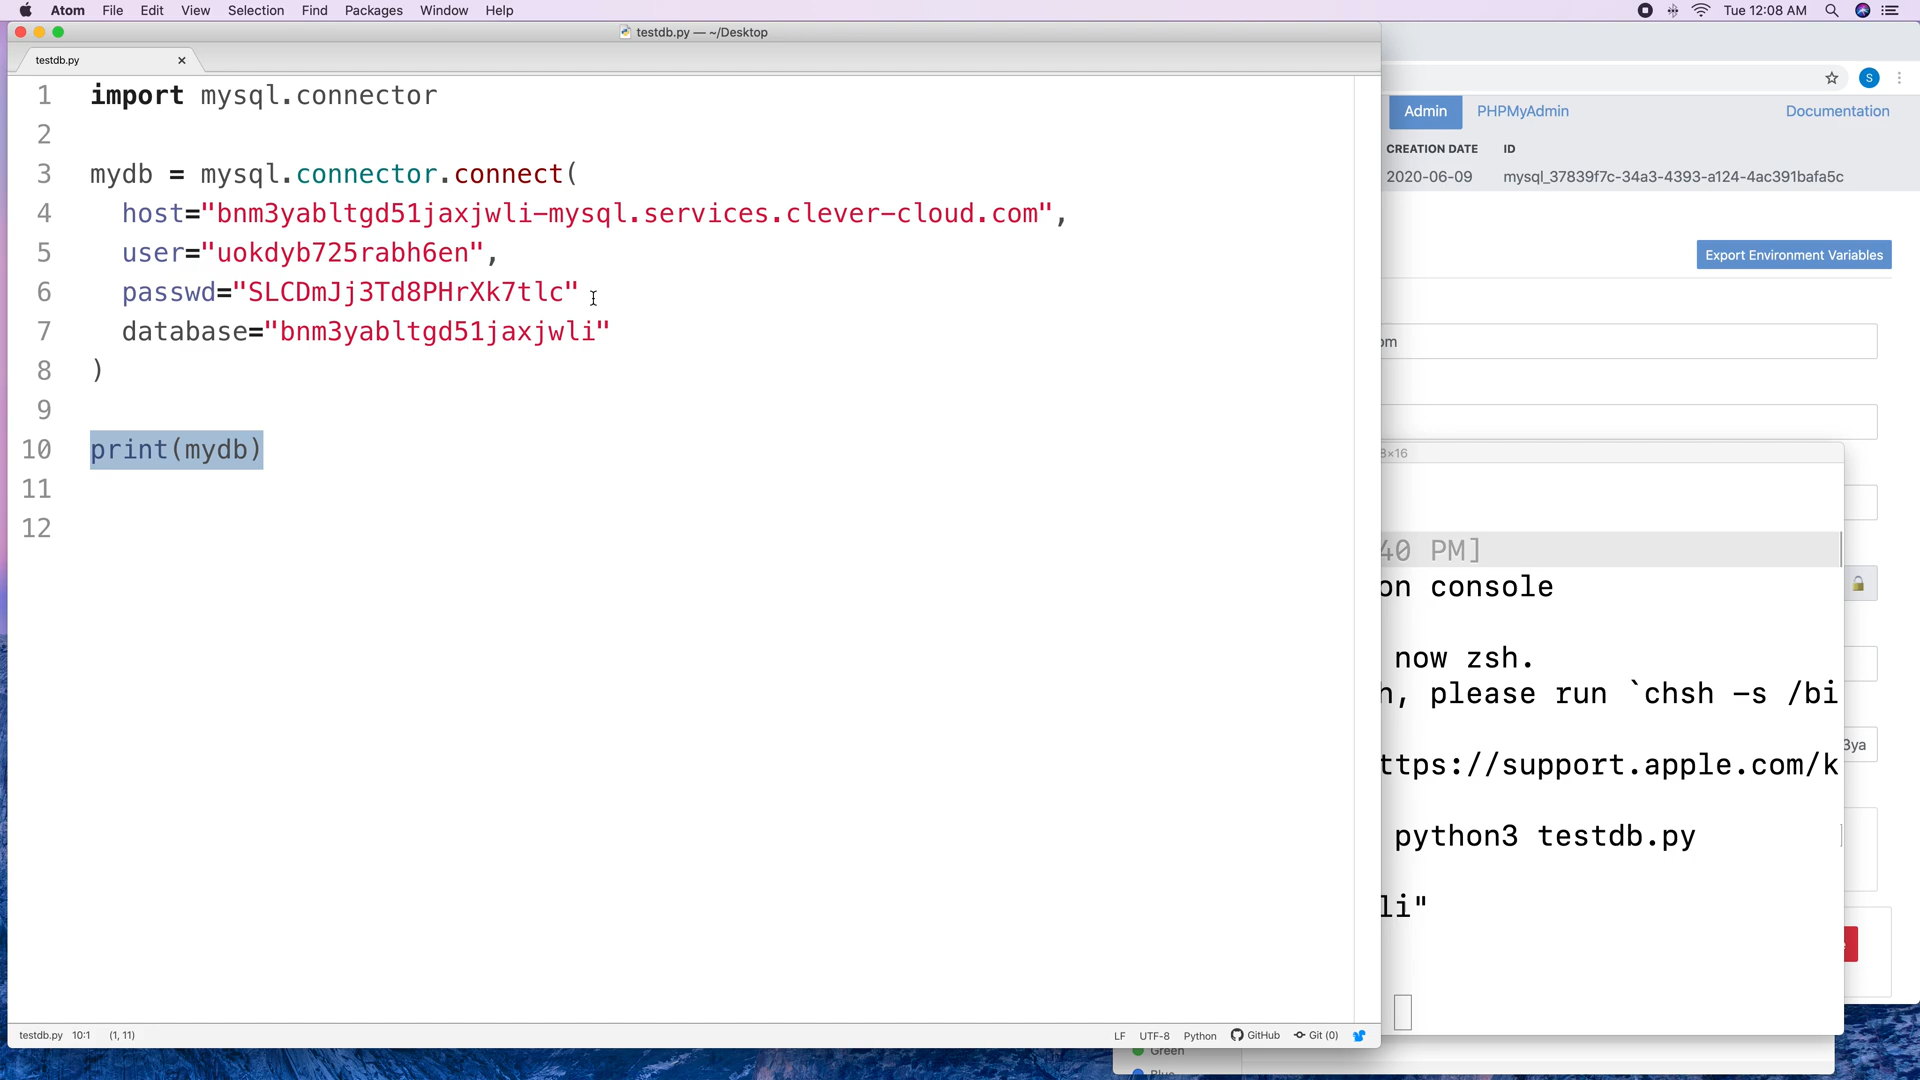 Atom File Edit View Selection Find Packages Window Help
Tue 12:08 AM
testdb.py — ~/Desktop
testdb.py
S
1 import mysql.connector
2
3 mydb = mysql.connector.connect(
4 host="bnm3yabltgd51jaxjwli-mysql.services.clever-cloud.com",
5 user="uokdyb725rabh6en",
6 passwd="SLCDmJj3Td8PHrXk7tlc"
7 database="bnm3yabltgd51jaxjwli"
8 )
9
10 print(mydb)
11
12
Admin PHPMyAdmin Documentation
CREATION DATE ID
2020-06-09 mysql_37839f7c-34a3-4393-a124-4ac391bafa5c
Export Environment Variables
om
8×16
40 PM]
on console
now zsh.
h, please run `chsh -s /bi
3ya
ttps://support.apple.com/k
python3 testdb.py
li"
testdb.py 10:1 (1, 11)
LF UTF-8 Python GitHub Git (0)
Green
Blue